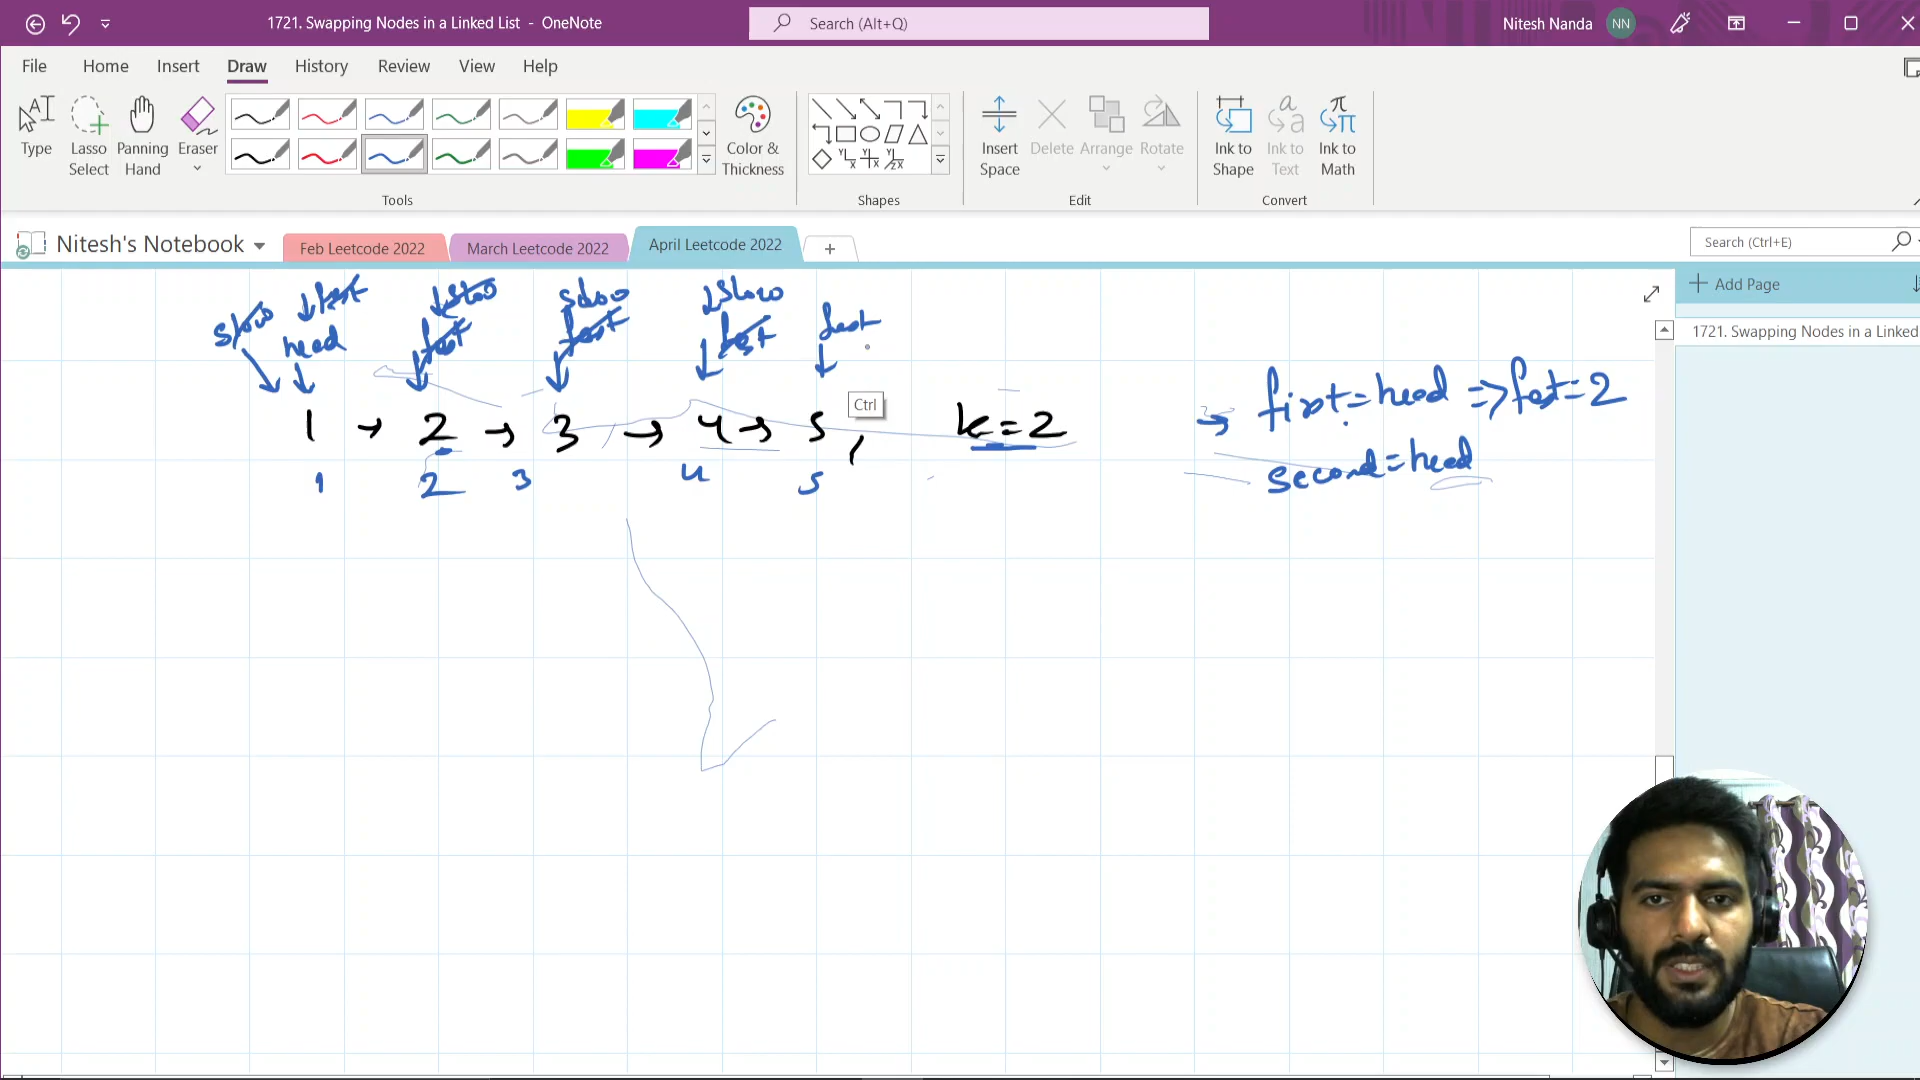 1721. Swapping Nodes in a Linked List - OneNote
Search (Alt+Q)
Nitesh Nanda
NN
File
Home
Insert
Draw
History
Review
View
Help
Type
Lasso Select
Panning Hand
Eraser
Color & Thickness
Insert Space
Delete
Arrange
Rotate
Ink to Shape
Ink to Text
Ink to Math
Tools
Shapes
Edit
Convert
Nitesh's Notebook
Feb Leetcode 2022
March Leetcode 2022
April Leetcode 2022
+
Search (Ctrl+E)
Add Page
1721. Swapping Nodes in a Linked
slow
fast
head
slow
fast
slow
fast
slow
fast
fast
Ctrl
1 → 2 → 3 → 4 → 5, k=2
1 2 3 4 5
→ first = head => fast = 2
second = head